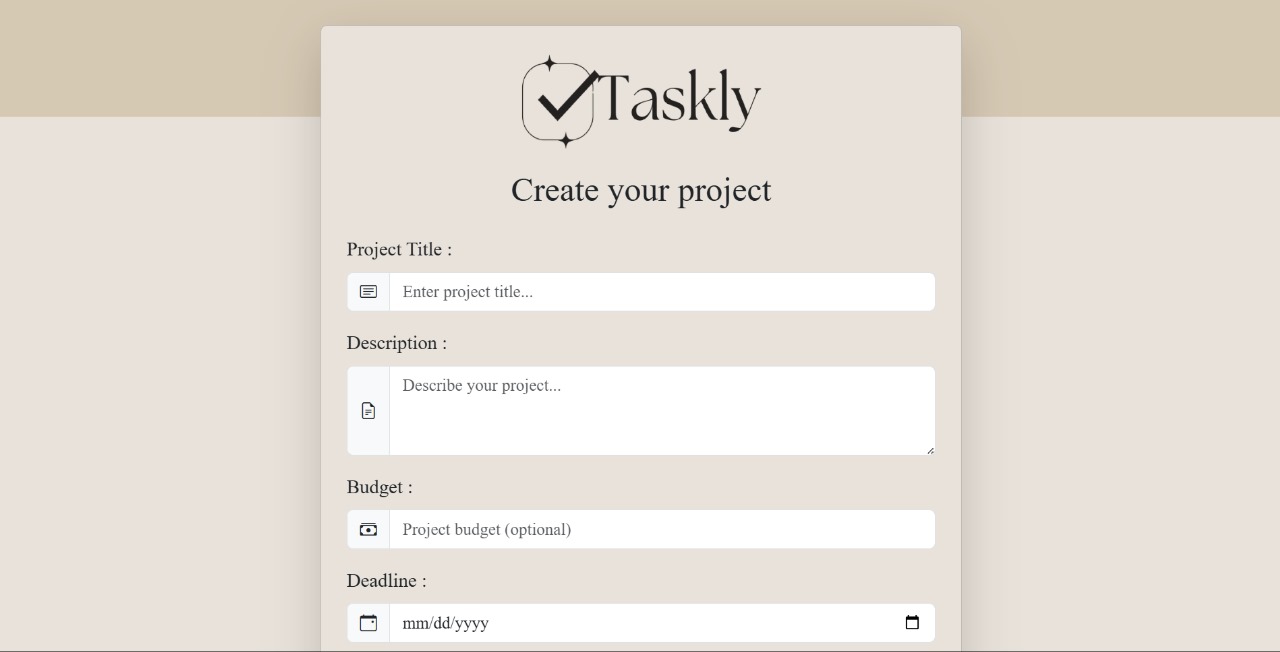 Taskly
Create your project
Project Title :
Enter project title...
Description :
Describe your project...
Budget :
Project budget (optional)
Deadline :
mm/dd/yyyy